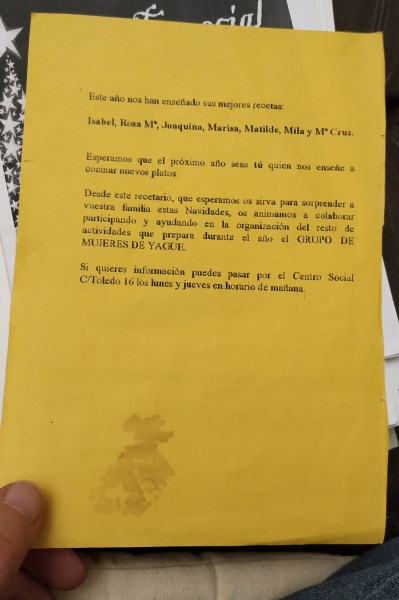 Especial
Este año nos han enseñado sus mejores recetas:
Isabel, Rosa Mª, Joaquina, Marisa, Matilde, Mila y Mª Cruz.
Esperamos que el próximo año seas tú quien nos enseñe a
cocinar nuevos platos.
Desde este recetario, que esperamos os sirva para sorprender a
vuestra familia estas Navidades, os animamos a colaborar
participando y ayudando en la organización del resto de
actividades que prepara durante el año el GRUPO DE
MUJERES DE YAGÜE.
Si quieres información puedes pasar por el Centro Social
C/Toledo 16 los lunes y jueves en horario de mañana.